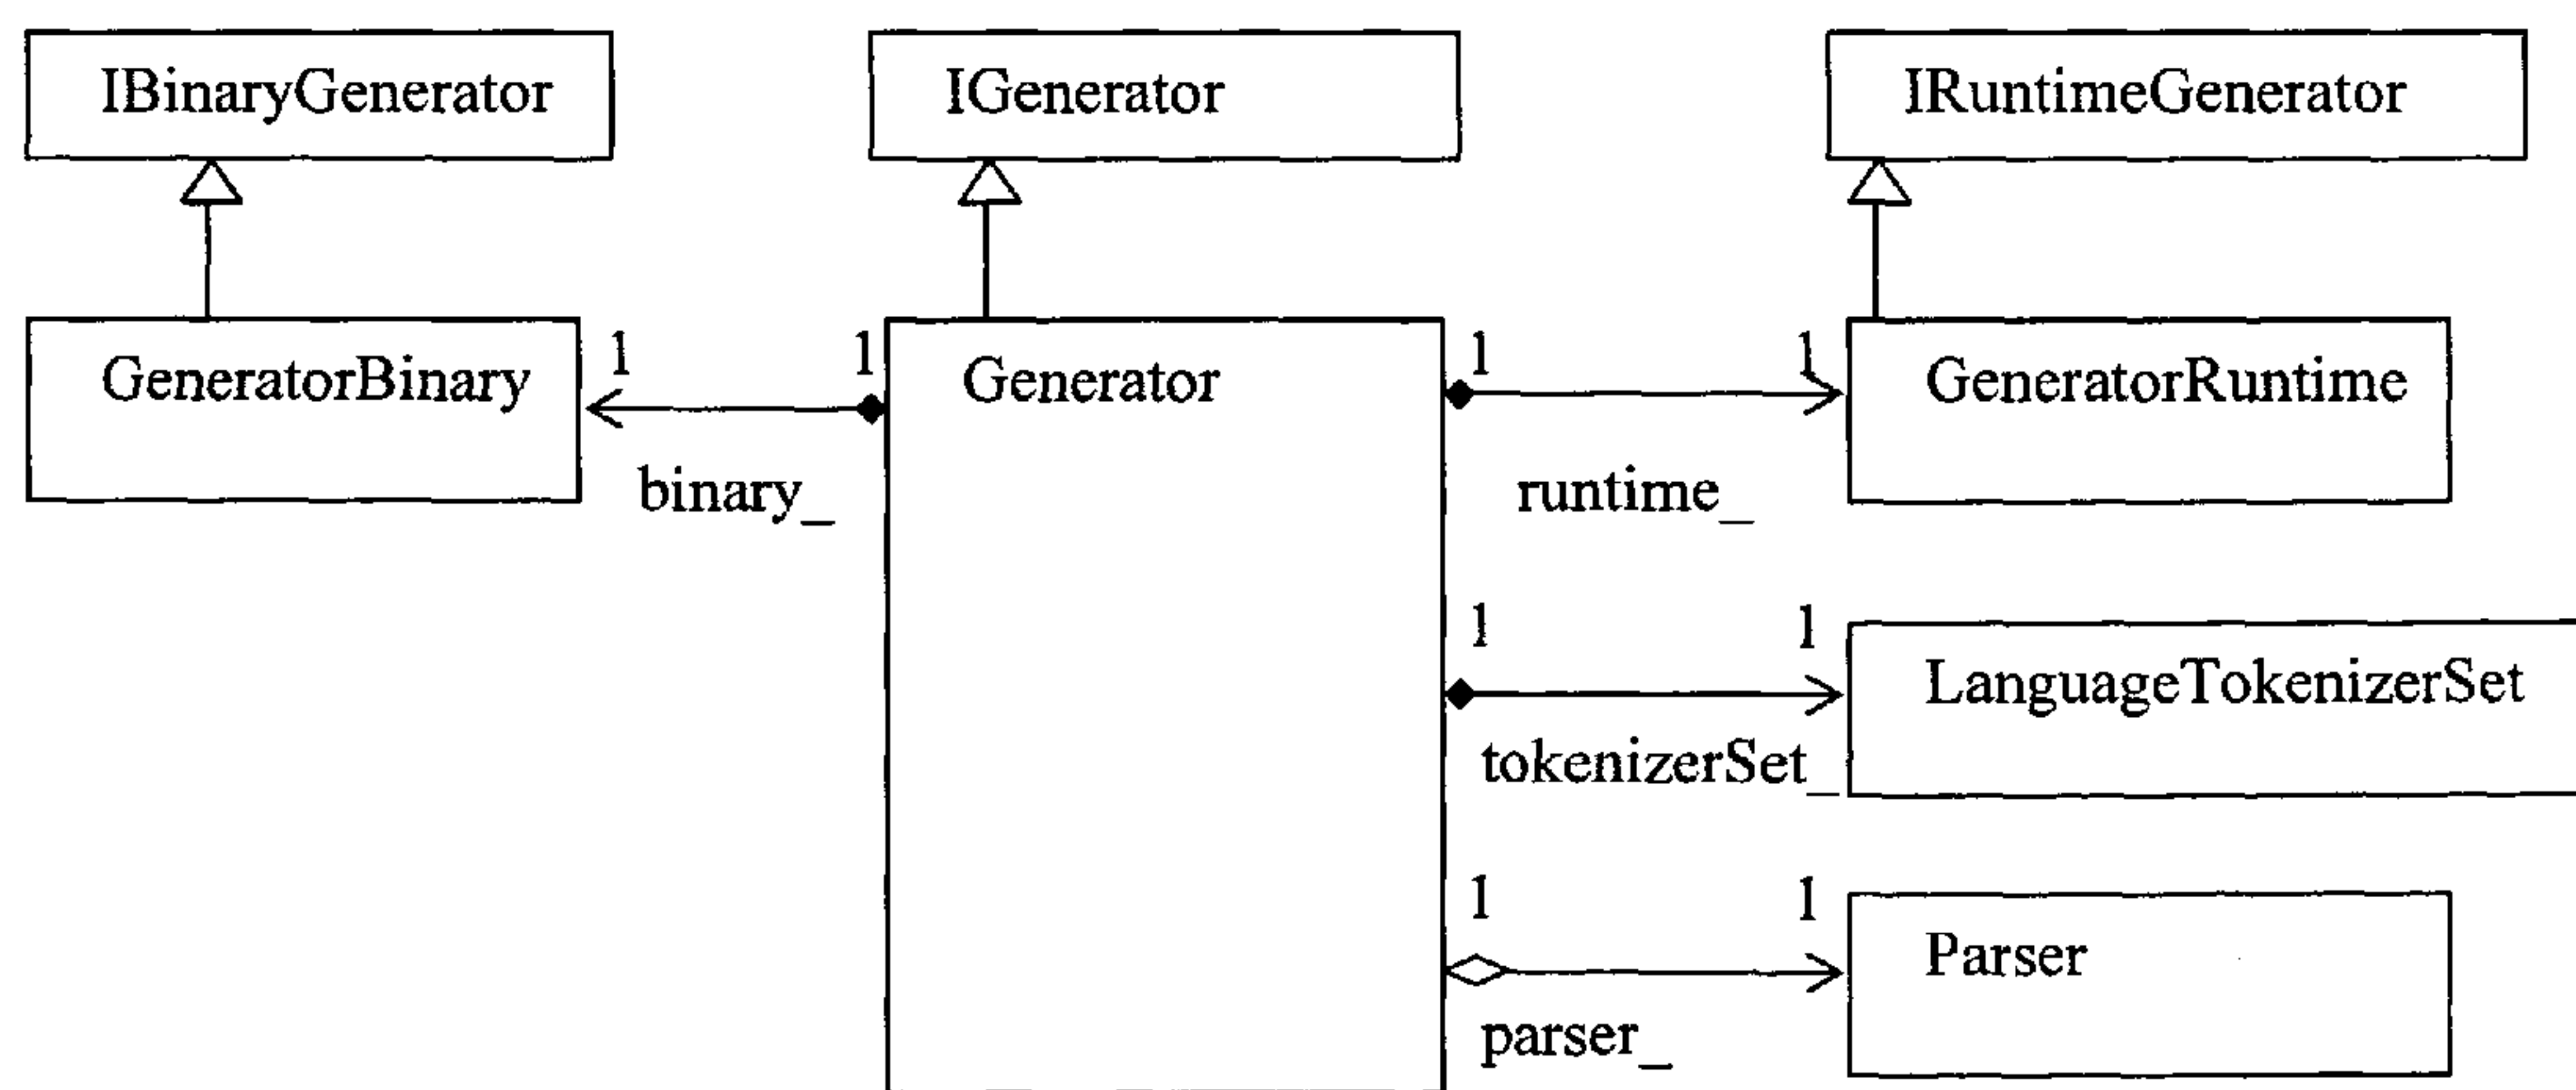 IBinaryGenerator
IGenerator
IRuntimeGenerator
GeneratorBinary
1
1
Generator
1
1
GeneratorRuntime
binary_
runtime_
1
1
LanguageTokenizerSet
tokenizerSet_
1
1
Parser
parser_